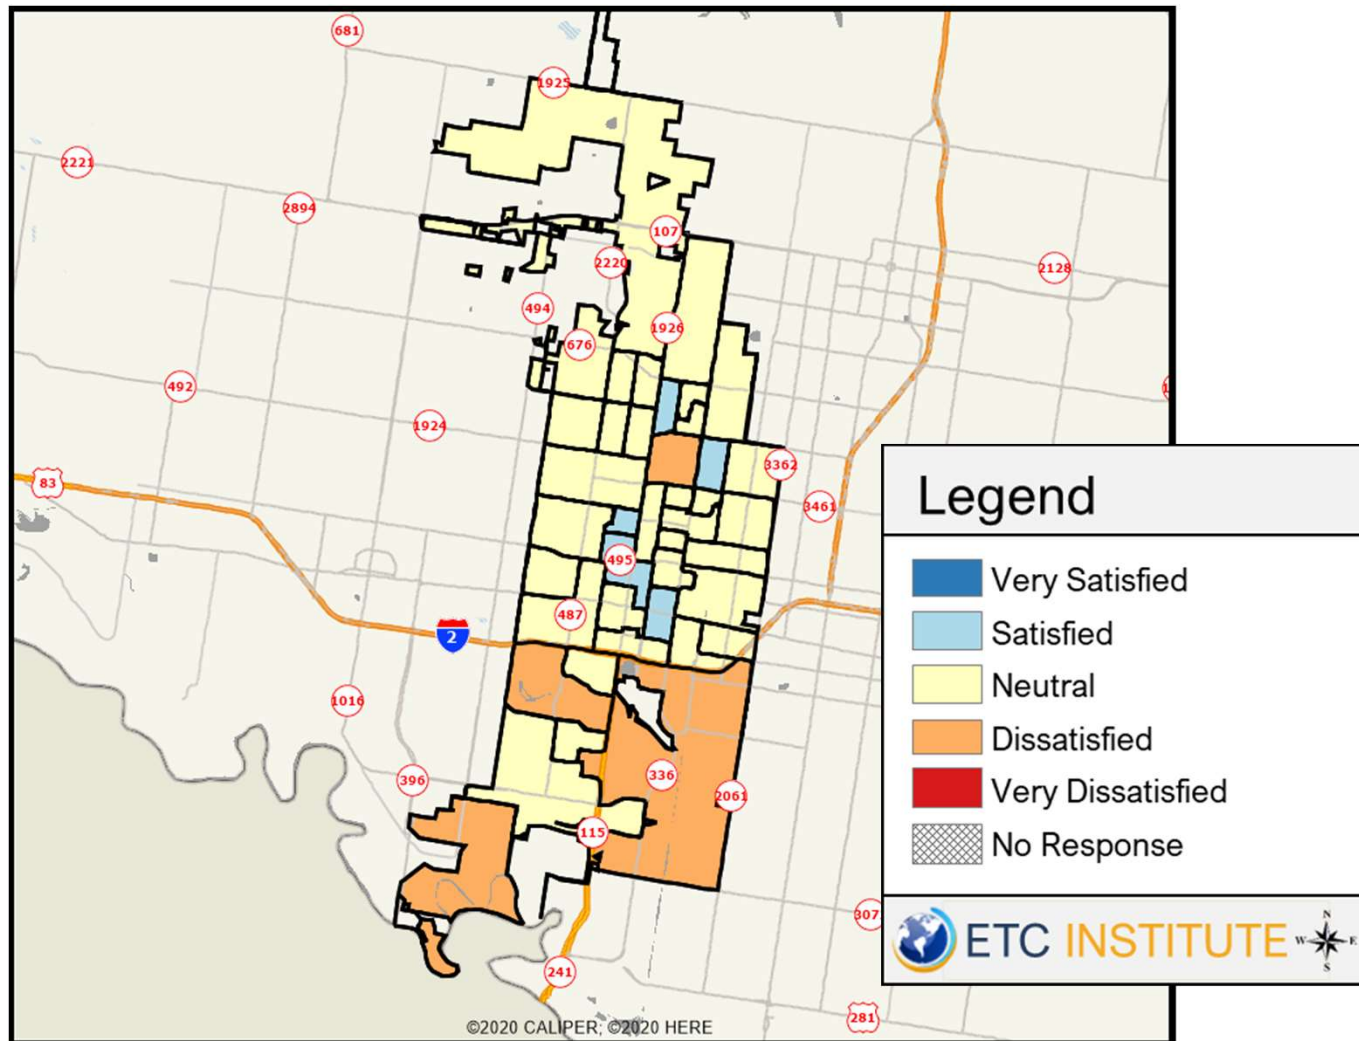 681
1925
2221
2894
107
2220
2128
494
1926
676
492
1924
3362
83
3461
495
487
2
1016
336
396
2061
115
307
241
281
©2020 CALIPER; ©2020 HERE
Legend
Very Satisfied
Satisfied
Neutral
Dissatisfied
Very Dissatisfied
No Response
ETC INSTITUTE
N
W E
S